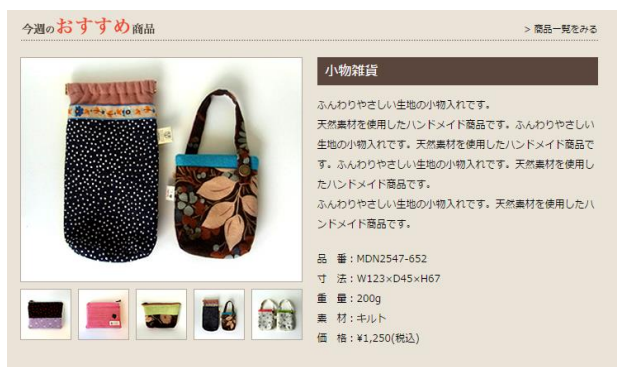 今週のおすすめ商品
> 商品一覧をみる
小物雑貨
ふんわりやさしい生地の小物入れです。
天然素材を使用したハンドメイド商品です。ふんわりやさしい
生地の小物入れです。天然素材を使用したハンドメイド商品で
す。ふんわりやさしい生地の小物入れです。天然素材を使用し
たハンドメイド商品です。
ふんわりやさしい生地の小物入れです。天然素材を使用したハ
ンドメイド商品です。
品　番：MDN2547-652
寸　法：W123×D45×H67
重　量：200g
素　材：キルト
価　格：¥1,250(税込)